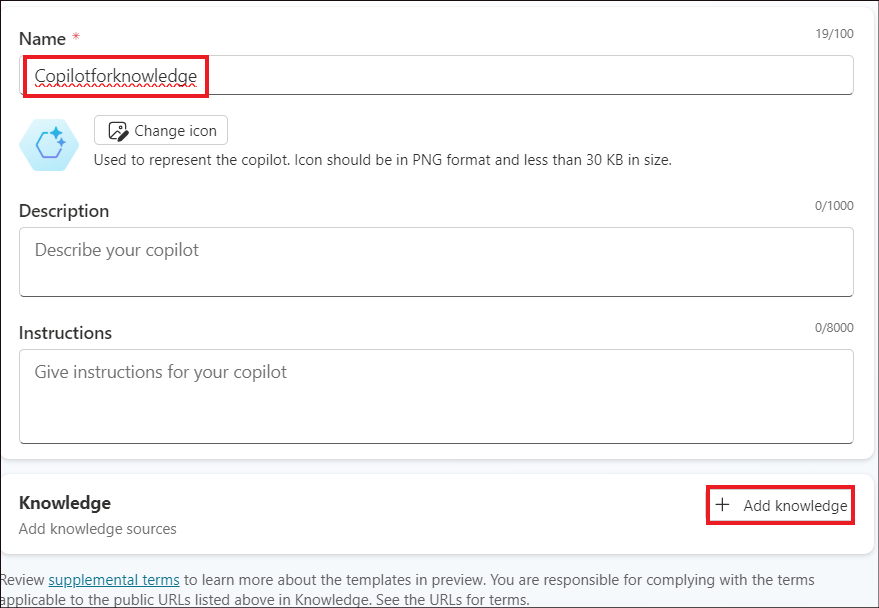 Name *
19/100
Copilotforknowledge
Change icon
Used to represent the copilot. Icon should be in PNG format and less than 30 KB in size.
Description
0/1000
Describe your copilot
Instructions
0/8000
Give instructions for your copilot
Knowledge
+ Add knowledge
Add knowledge sources
Review supplemental terms to learn more about the templates in preview. You are responsible for complying with the terms
applicable to the public URLs listed above in Knowledge. See the URLs for terms.